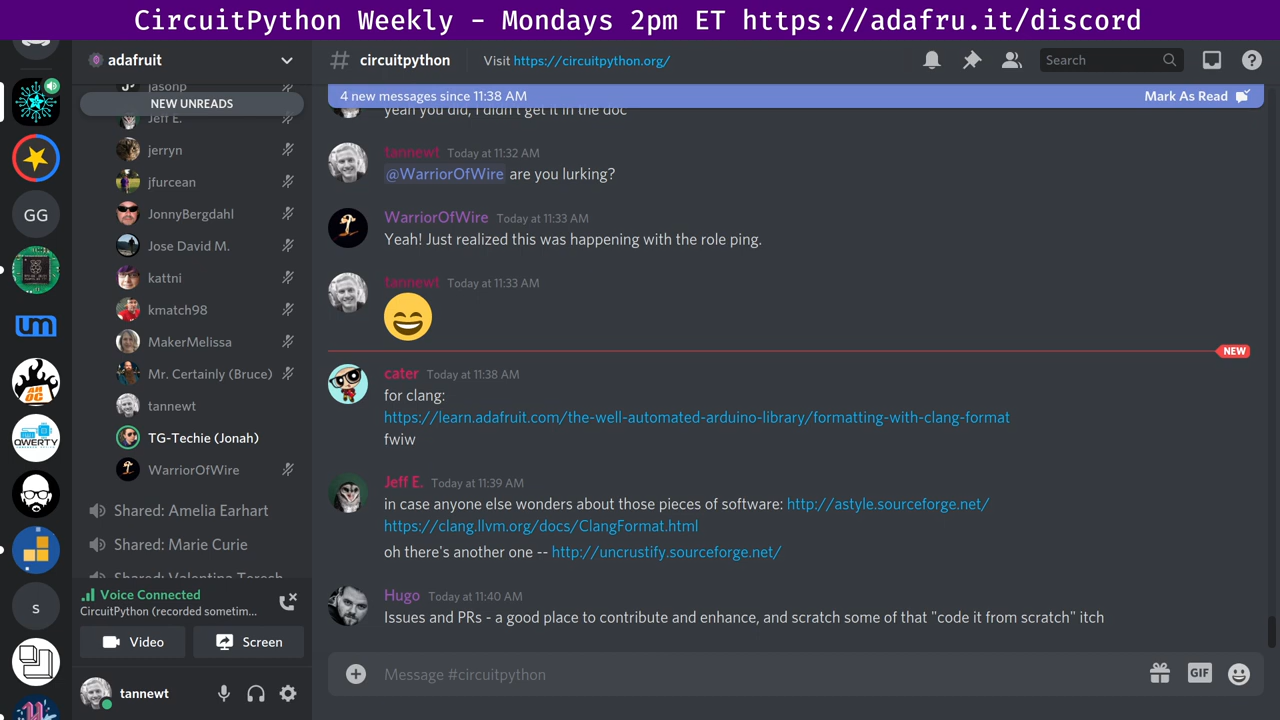 CircuitPython Weekly - Mondays 2pm ET https://adafru.it/discord
adafruit
# circuitpython
Visit https://circuitpython.org/
Search
jasonp
NEW UNREADS
Jeff E.
jerryn
jfurcean
JonnyBergdahl
Jose David M.
kattni
kmatch98
MakerMelissa
Mr. Certainly (Bruce)
tannewt
TG-Techie (Jonah)
WarriorOfWire
Shared: Amelia Earhart
Shared: Marie Curie
Shared: Valentina Teresh
Voice Connected
CircuitPython (recorded sometim...
Video
Screen
tannewt
GG
um
QWERTY
s
4 new messages since 11:38 AM
Mark As Read
yeah you did, I didn't get it in the doc
tannewt Today at 11:32 AM
@WarriorOfWire are you lurking?
WarriorOfWire Today at 11:33 AM
Yeah! Just realized this was happening with the role ping.
tannewt Today at 11:33 AM
NEW
cater Today at 11:38 AM
for clang:
https://learn.adafruit.com/the-well-automated-arduino-library/formatting-with-clang-format
fwiw
Jeff E. Today at 11:39 AM
in case anyone else wonders about those pieces of software: http://astyle.sourceforge.net/
https://clang.llvm.org/docs/ClangFormat.html
oh there's another one -- http://uncrustify.sourceforge.net/
Hugo Today at 11:40 AM
Issues and PRs - a good place to contribute and enhance, and scratch some of that "code it from scratch" itch
Message #circuitpython
GIF